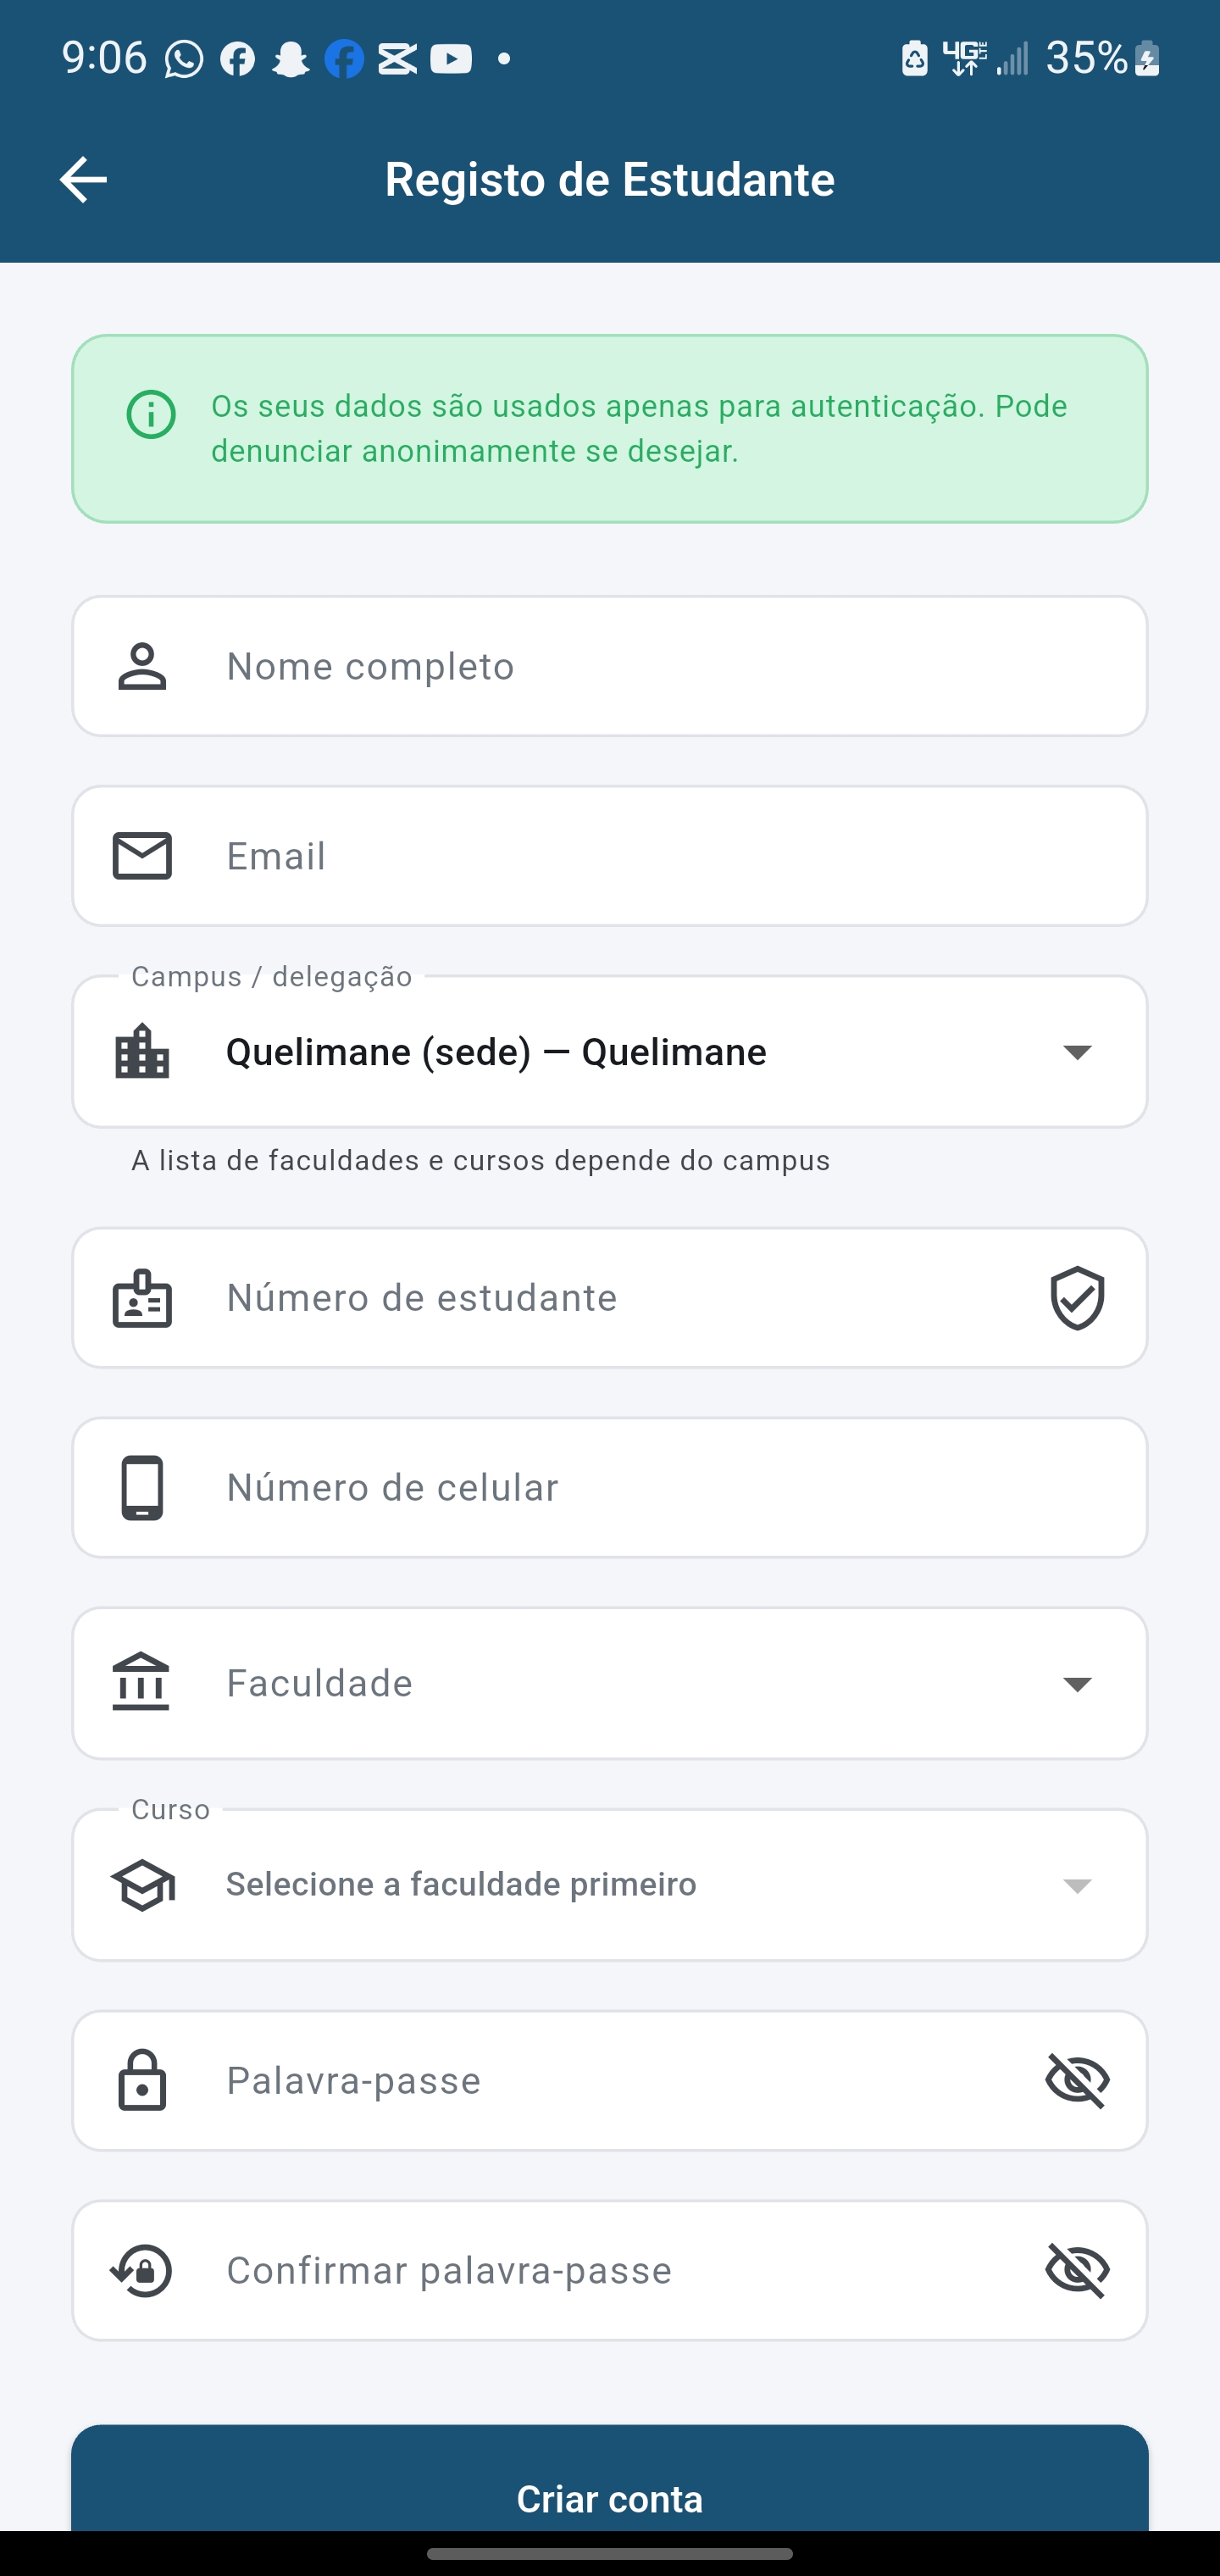 9:06
4G LTE
35%
Registo de Estudante
Os seus dados são usados apenas para autenticação. Pode
denunciar anonimamente se desejar.
Nome completo
Email
Campus / delegação
Quelimane (sede) — Quelimane
A lista de faculdades e cursos depende do campus
Número de estudante
Número de celular
Faculdade
Curso
Selecione a faculdade primeiro
Palavra-passe
Confirmar palavra-passe
Criar conta